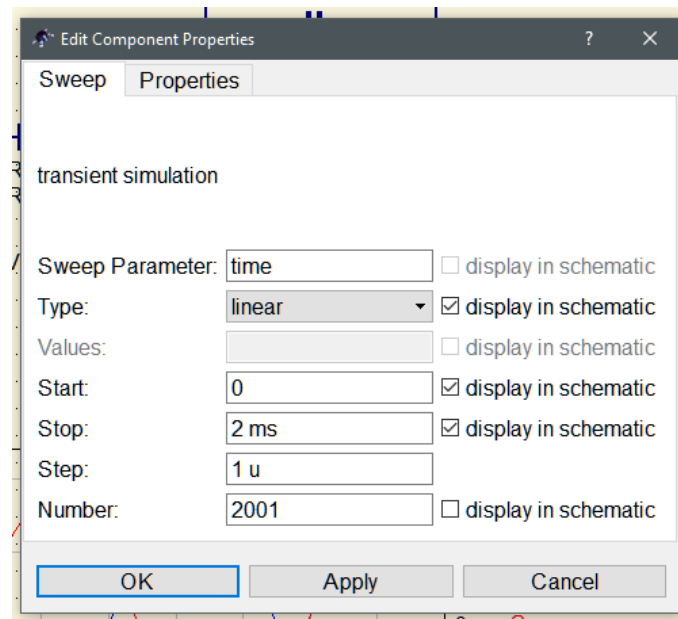 Edit Component Properties ? ×
Sweep Properties
transient simulation
Sweep Parameter: time display in schematic
Type: linear display in schematic
Values: display in schematic
Start: 0 display in schematic
Stop: 2 ms display in schematic
Step: 1 u
Number: 2001 display in schematic
OK Apply Cancel